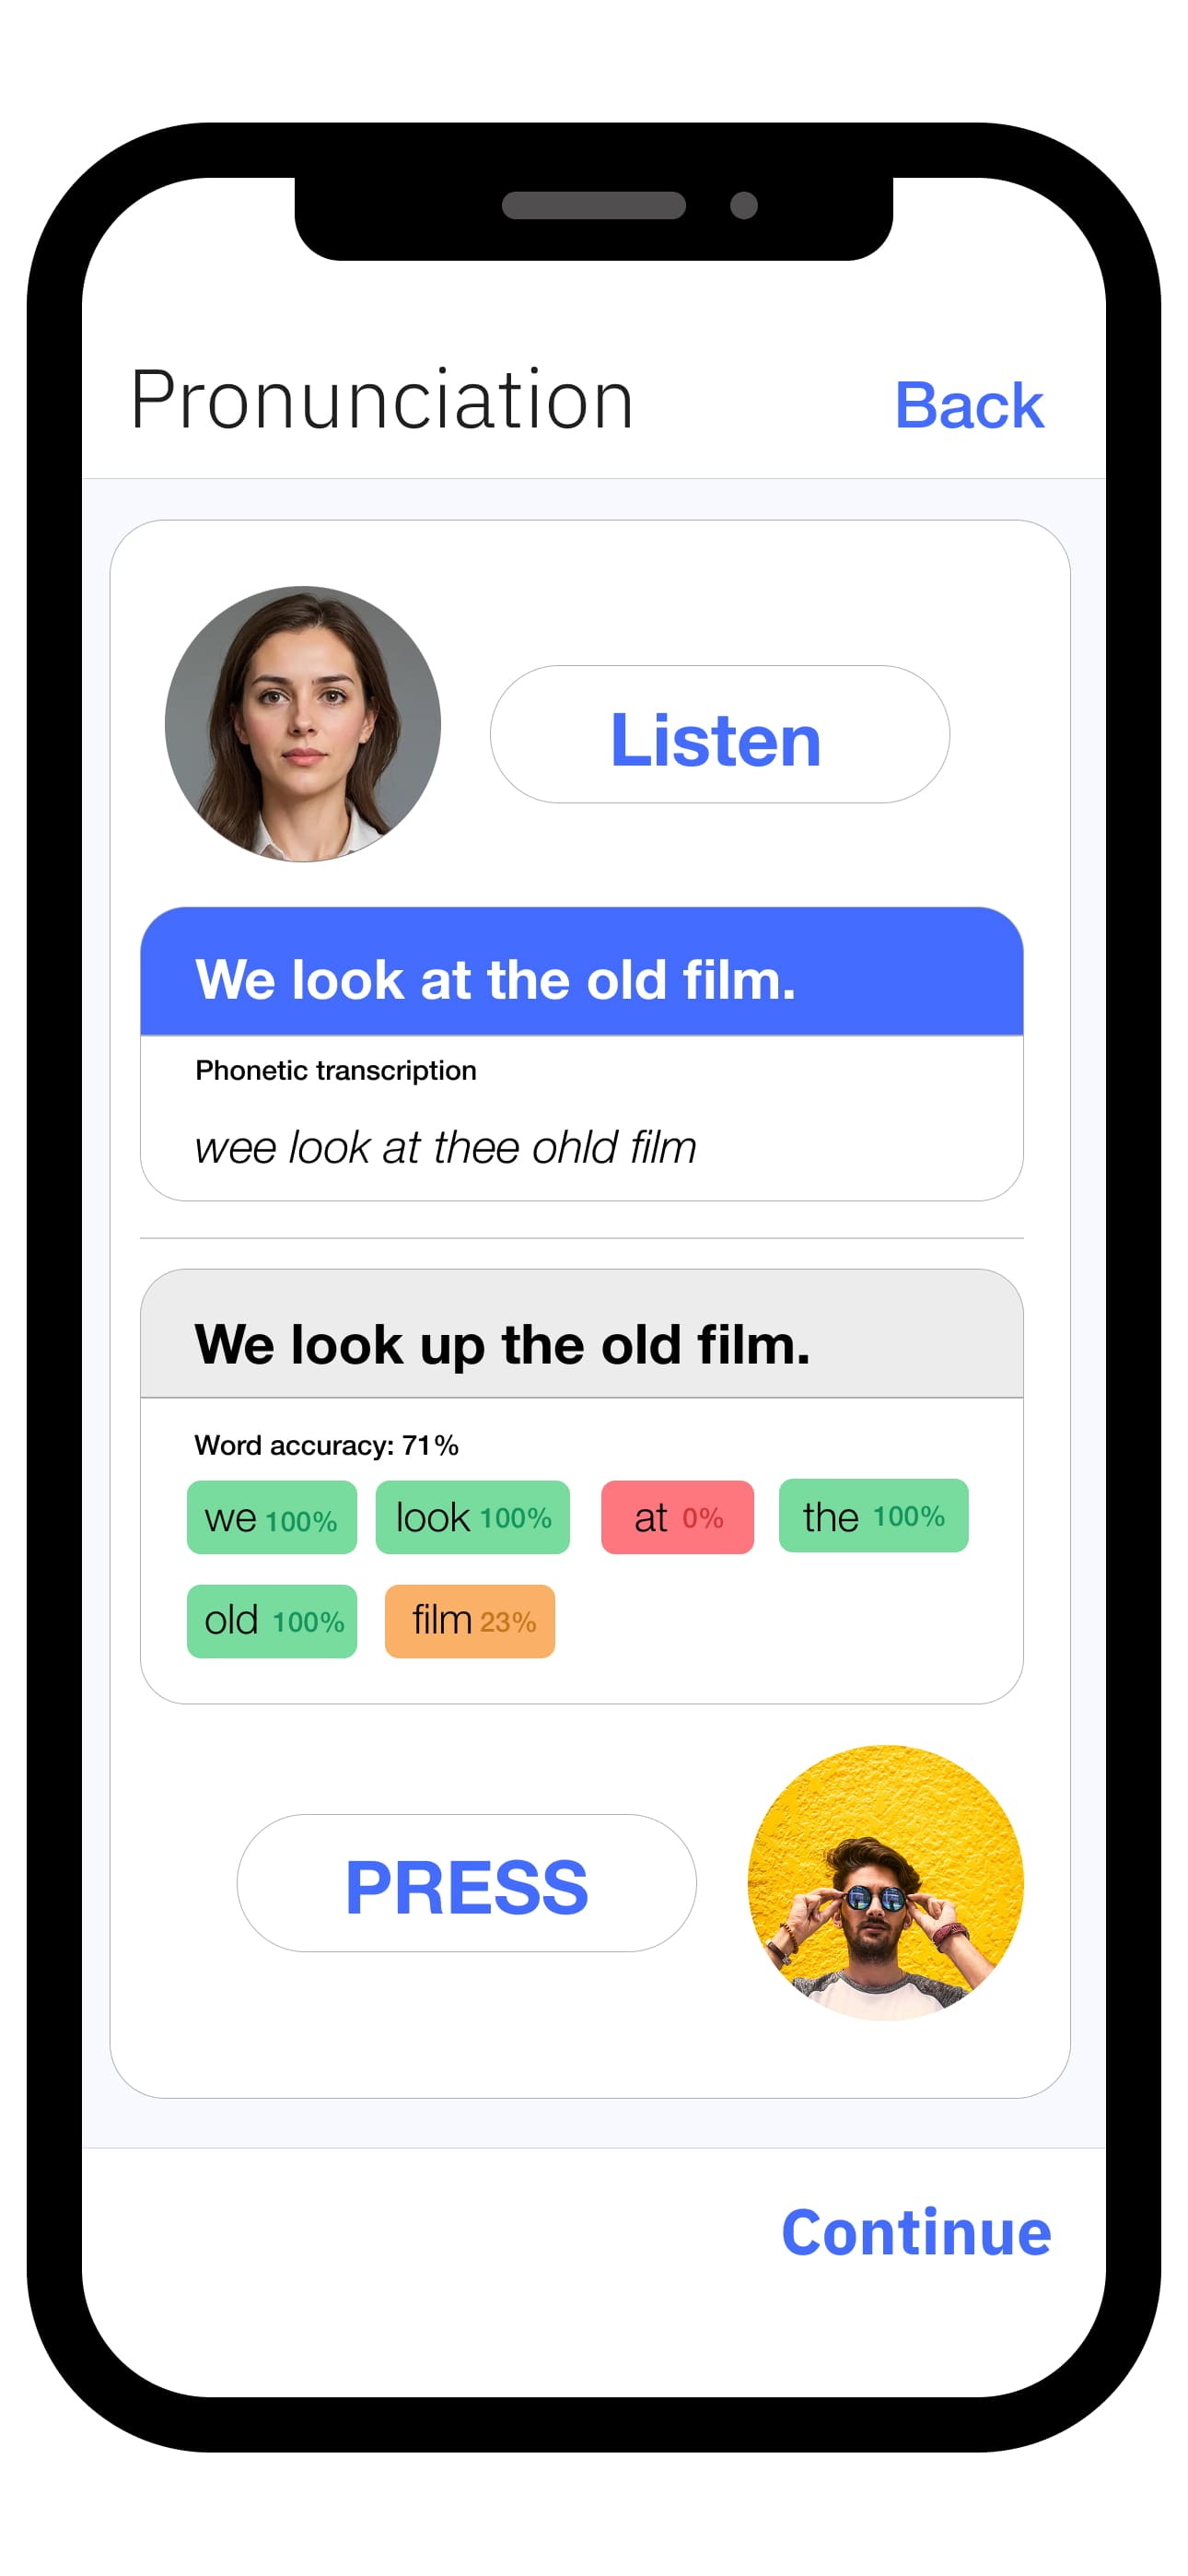 Pronunciation
Back
Listen
We look at the old film.
Phonetic transcription
wee look at thee ohld film
We look up the old film.
Word accuracy: 71%
we 100% look 100% at 0% the 100%
old 100% film 23%
PRESS
Continue